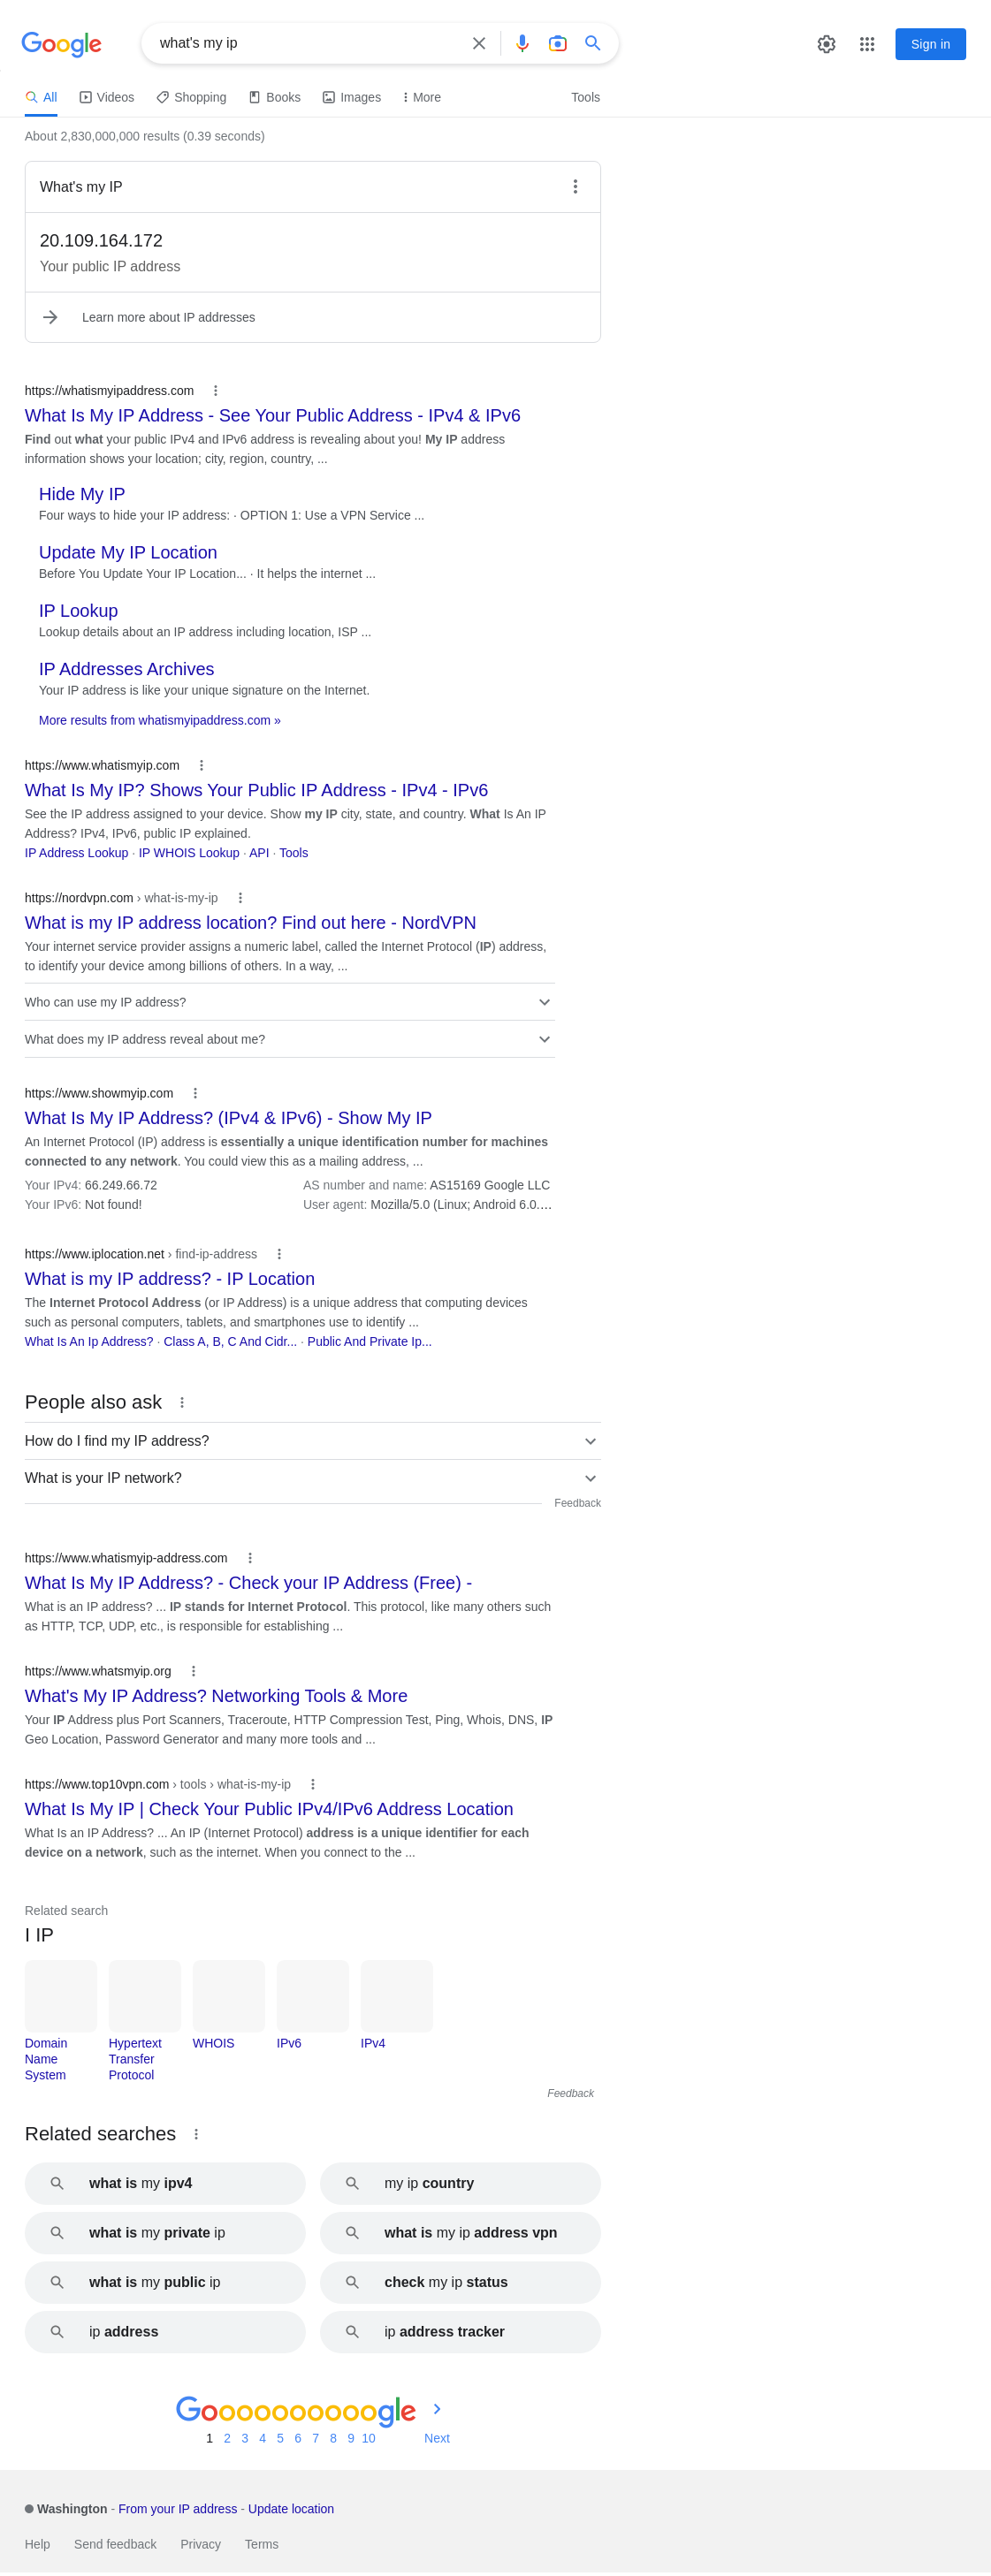 Google
what's my ip
Sign in
All
Videos
Shopping
Books
Images
More
Tools
About 2,830,000,000 results (0.39 seconds)
What's my IP
20.109.164.172
Your public IP address
Learn more about IP addresses
https://whatismyipaddress.com
What Is My IP Address - See Your Public Address - IPv4 & IPv6
Find out what your public IPv4 and IPv6 address is revealing about you! My IP address
information shows your location; city, region, country, ...
Hide My IP
Four ways to hide your IP address: · OPTION 1: Use a VPN Service ...
Update My IP Location
Before You Update Your IP Location... · It helps the internet ...
IP Lookup
Lookup details about an IP address including location, ISP ...
IP Addresses Archives
Your IP address is like your unique signature on the Internet.
More results from whatismyipaddress.com »
https://www.whatismyip.com
What Is My IP? Shows Your Public IP Address - IPv4 - IPv6
See the IP address assigned to your device. Show my IP city, state, and country. What Is An IP
Address? IPv4, IPv6, public IP explained.
IP Address Lookup · IP WHOIS Lookup · API · Tools
https://nordvpn.com › what-is-my-ip
What is my IP address location? Find out here - NordVPN
Your internet service provider assigns a numeric label, called the Internet Protocol (IP) address,
to identify your device among billions of others. In a way, ...
Who can use my IP address?
What does my IP address reveal about me?
https://www.showmyip.com
What Is My IP Address? (IPv4 & IPv6) - Show My IP
An Internet Protocol (IP) address is essentially a unique identification number for machines
connected to any network. You could view this as a mailing address, ...
Your IPv4: 66.249.66.72
AS number and name: AS15169 Google LLC
Your IPv6: Not found!
User agent: Mozilla/5.0 (Linux; Android 6.0....
https://www.iplocation.net › find-ip-address
What is my IP address? - IP Location
The Internet Protocol Address (or IP Address) is a unique address that computing devices
such as personal computers, tablets, and smartphones use to identify ...
What Is An Ip Address? · Class A, B, C And Cidr... · Public And Private Ip...
People also ask
How do I find my IP address?
What is your IP network?
Feedback
https://www.whatismyip-address.com
What Is My IP Address? - Check your IP Address (Free) -
What is an IP address? ... IP stands for Internet Protocol. This protocol, like many others such
as HTTP, TCP, UDP, etc., is responsible for establishing ...
https://www.whatsmyip.org
What's My IP Address? Networking Tools & More
Your IP Address plus Port Scanners, Traceroute, HTTP Compression Test, Ping, Whois, DNS, IP
Geo Location, Password Generator and many more tools and ...
https://www.top10vpn.com › tools › what-is-my-ip
What Is My IP | Check Your Public IPv4/IPv6 Address Location
What Is an IP Address? ... An IP (Internet Protocol) address is a unique identifier for each
device on a network, such as the internet. When you connect to the ...
Related search
I IP
Domain
Name
System
Hypertext
Transfer
Protocol
WHOIS
IPv6
IPv4
Feedback
Related searches
what is my ipv4
my ip country
what is my private ip
what is my ip address vpn
what is my public ip
check my ip status
ip address
ip address tracker
Goooooooooogle
1 2 3 4 5 6 7 8 9 10 Next
Washington - From your IP address - Update location
Help
Send feedback
Privacy
Terms